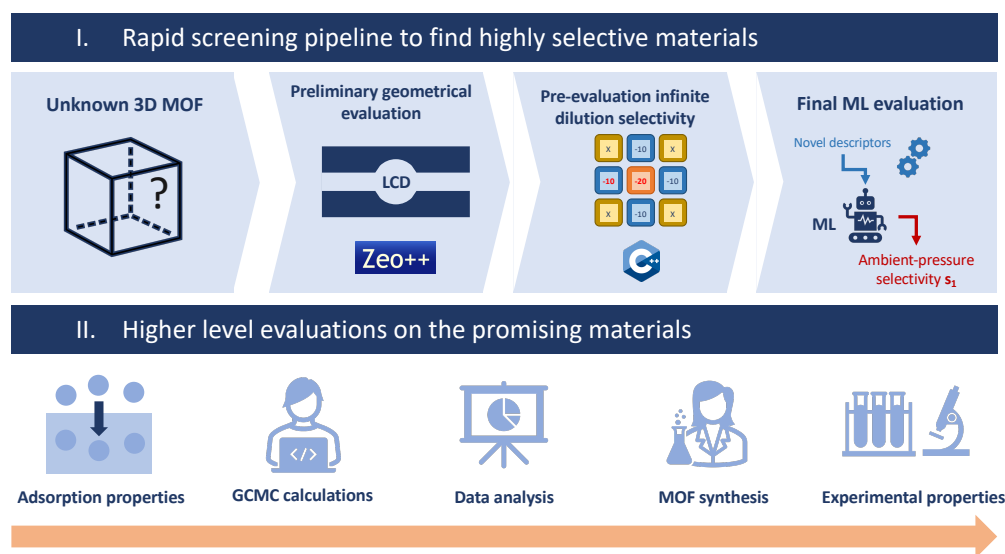 I. Rapid screening pipeline to find highly selective materials
Unknown 3D MOF
?
Preliminary geometrical
evaluation
LCD
Zeo++
Pre-evaluation infinite
dilution selectivity
X -10 X
-10 -20 -10
X -10 X
C++
Final ML evaluation
Novel descriptors
ML
Ambient-pressure
selectivity s₁
II. Higher level evaluations on the promising materials
</>
Adsorption properties
GCMC calculations
Data analysis
MOF synthesis
Experimental properties